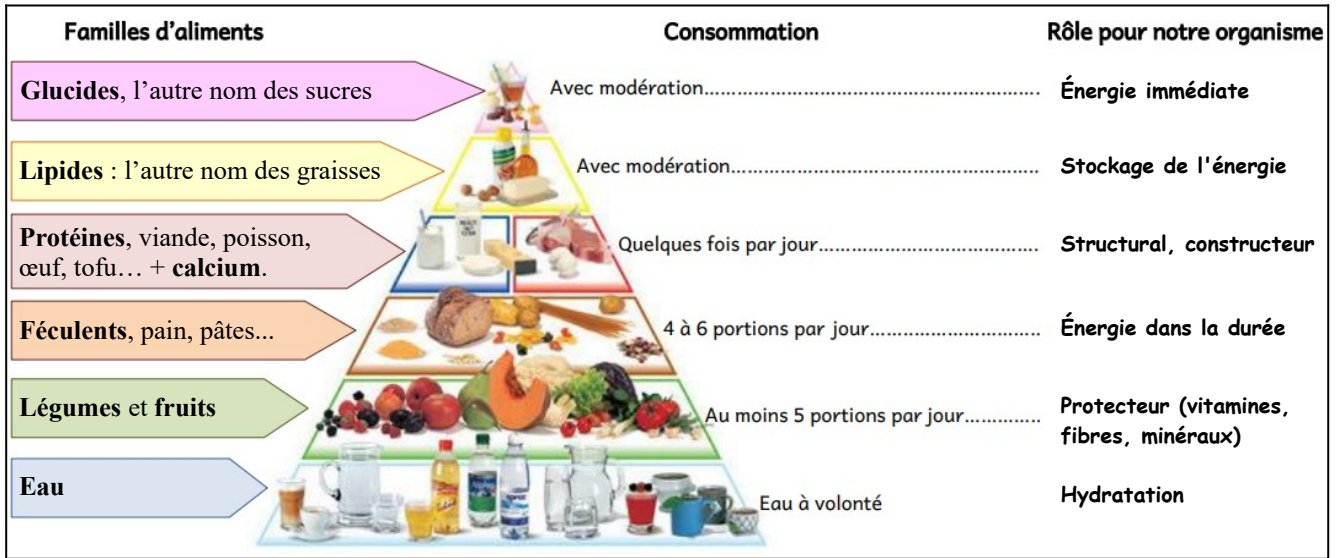 Familles d'aliments
Consommation
Rôle pour notre organisme
Glucides, l'autre nom des sucres
Avec modération
Énergie immédiate
Lipides : l'autre nom des graisses
Avec modération
Stockage de l'énergie
Protéines, viande, poisson,
œuf, tofu… + calcium.
Quelques fois par jour
Structural, constructeur
Féculents, pain, pâtes...
4 à 6 portions par jour
Énergie dans la durée
Légumes et fruits
Au moins 5 portions par jour
Protecteur (vitamines,
fibres, minéraux)
Eau
Eau à volonté
Hydratation